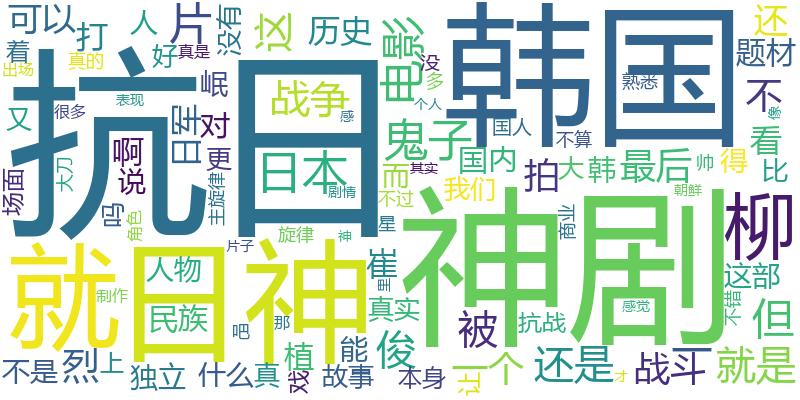 可以
打
人
片
没有
这
历史
电影
韩国
还
题材
着
真的
好
真是
没
熟悉
不
出场
又
很多
表现
岷
战争
感
多
个人
像
抗日
日军
对
鬼子
国人
不算
看
场面
大刀
啊
说
更
日本
剧情
而
国内
拍
大
韩
最后
帅
得
比
主旋律
其实
不过
我们
朝鲜
吗
角色
旋律
神
星
神剧
商业
柳
片子
就
日神
人物
崔
里
这部
制作
民族
真实
被
抗战
感觉
不错
但
吧
那
植
能
俊
不是
烈
上
独立
什么
真
戏
故事
本身
让
一个
还是
才
战斗
就是